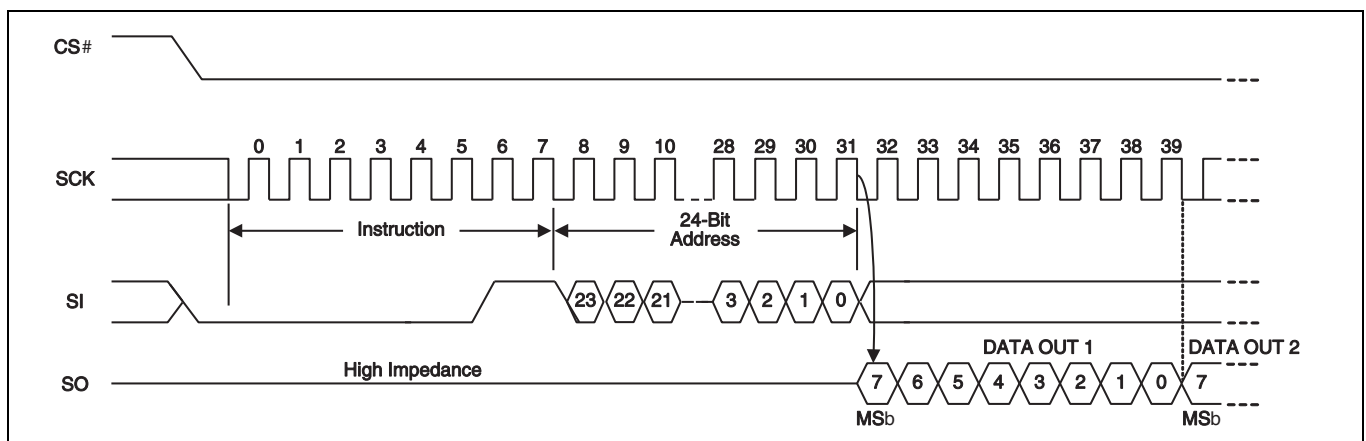 CS#
0 1 2 3 4 5 6 7 8 9 10 28 29 30 31 32 33 34 35 36 37 38 39
SCK
Instruction
24-Bit
Address
SI
23 22 21 3 2 1 0
DATA OUT 1 DATA OUT 2
High Impedance
SO
7 6 5 4 3 2 1 0 7
MSb MSb